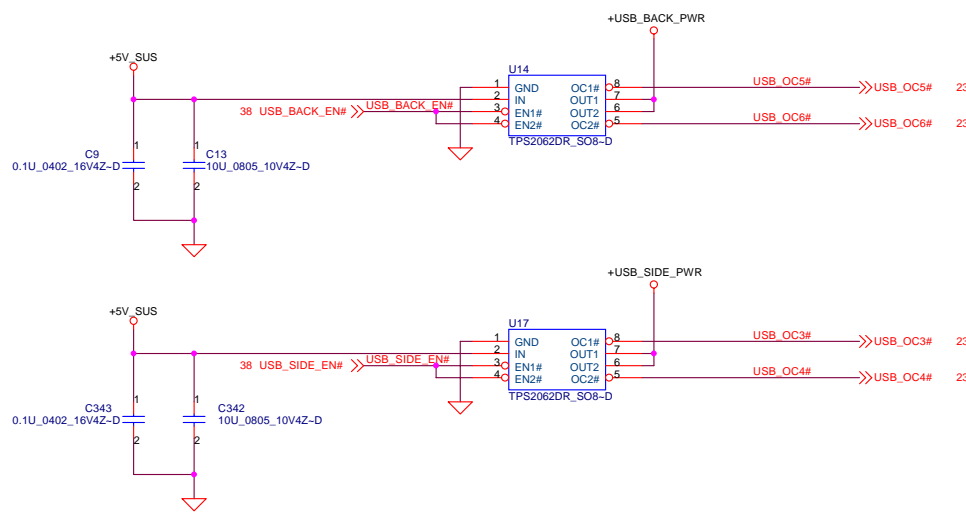 +USB_BACK_PWR
+5V_SUS
U14
1 GND OC1# 8 USB_OC5# USB_OC5# 23
2 IN OUT1 7
38 USB_BACK_EN# USB_BACK_EN# 3 EN1# OUT2 6
4 EN2# OC2# 5 USB_OC6# USB_OC6# 23
TPS2062DR_SO8~D
1 1
C9 C13
0.1U_0402_16V4Z~D 10U_0805_10V4Z~D
2 2
+USB_SIDE_PWR
+5V_SUS
U17
1 GND OC1# 8 USB_OC3# USB_OC3# 23
2 IN OUT1 7
38 USB_SIDE_EN# USB_SIDE_EN# 3 EN1# OUT2 6
4 EN2# OC2# 5 USB_OC4# USB_OC4# 23
TPS2062DR_SO8~D
1 1
C343 C342
0.1U_0402_16V4Z~D 10U_0805_10V4Z~D
2 2